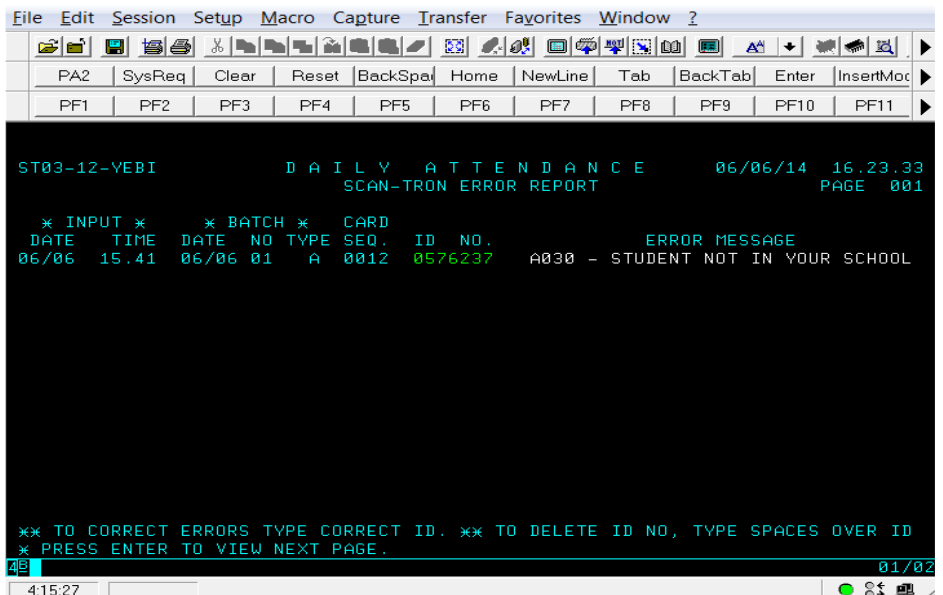 File Edit Session Setup Macro Capture Transfer Favorites Window ?
PA2 SysReq Clear Reset BackSpa Home NewLine Tab BackTab Enter InsertMod
PF1 PF2 PF3 PF4 PF5 PF6 PF7 PF8 PF9 PF10 PF11
ST03-12-YEBI D A I L Y A T T E N D A N C E 06/06/14 16.23.33
SCAN-TRON ERROR REPORT PAGE 001
* INPUT * * BATCH * CARD
DATE TIME DATE NO TYPE SEQ. ID NO. ERROR MESSAGE
06/06 15.41 06/06 01 A 0012 0576237 A030 - STUDENT NOT IN YOUR SCHOOL
** TO CORRECT ERRORS TYPE CORRECT ID. ** TO DELETE ID NO, TYPE SPACES OVER ID
* PRESS ENTER TO VIEW NEXT PAGE.
4B 01/02
4:15:27